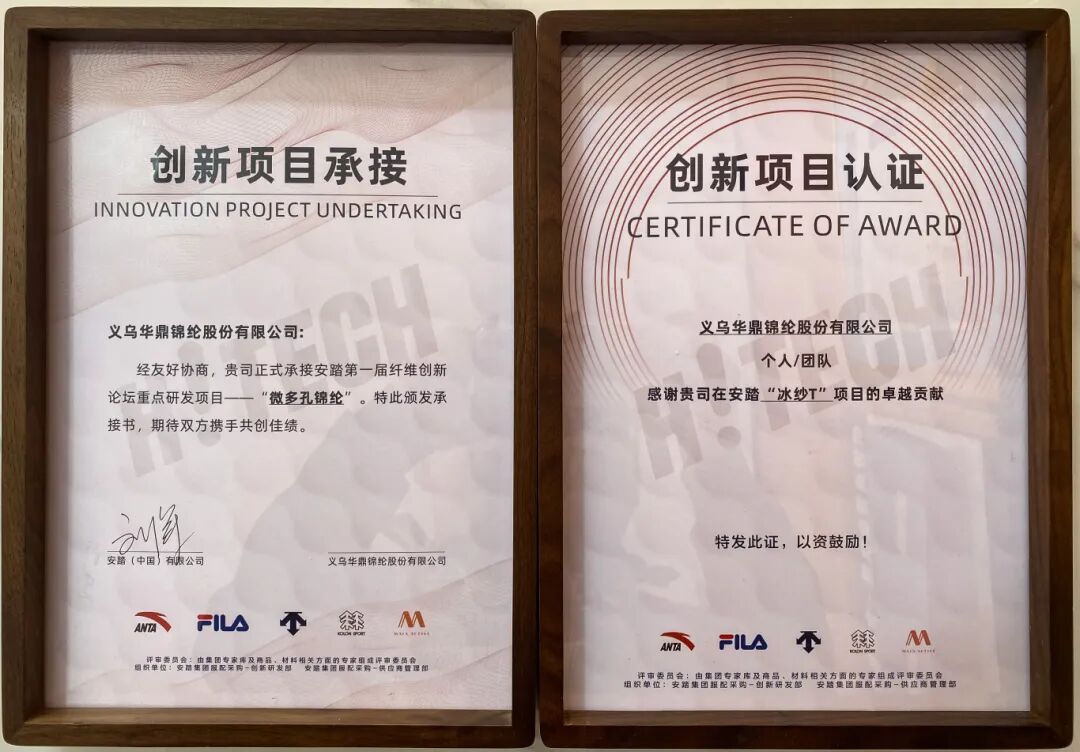 创新项目承接
INNOVATION PROJECT UNDERTAKING
H!TECH
义乌华鼎锦纶股份有限公司:
经友好协商，贵司正式承接安踏第一届纤维创新
论坛重点研发项目——“微多孔锦纶”。特此颁发承
接书，期待双方携手共创佳绩。
安踏（中国）有限公司
义乌华鼎锦纶股份有限公司
ANTA
FILA
KOLON SPORT
MAIA ACTIVE
评审委员会：由集团专家库及商品、材料相关方面的专家组成评审委员会
组织单位：安踏集团服配采购-创新研发部 安踏集团服配采购-供应商管理部
创新项目认证
CERTIFICATE OF AWARD
H!TECH
义乌华鼎锦纶股份有限公司
个人/团队
感谢贵司在安踏“冰纱T”项目的卓越贡献
特发此证，以资鼓励！
ANTA
FILA
KOLON SPORT
MAIA ACTIVE
评审委员会：由集团专家库及商品、材料相关方面的专家组成评审委员会
组织单位：安踏集团服配采购-创新研发部 安踏集团服配采购-供应商管理部